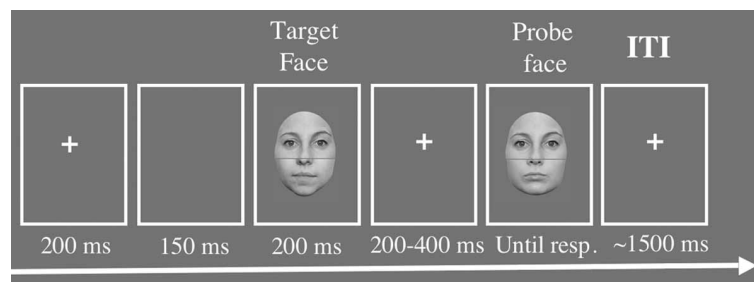 Target
Face
Probe
face
ITI
200 ms
150 ms
200 ms
200-400 ms
Until resp.
~1500 ms